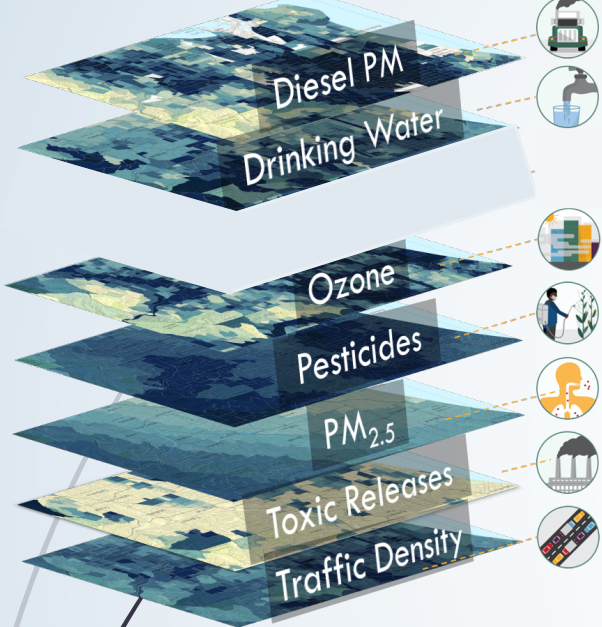 Diesel PM
Drinking Water
Ozone
Pesticides
PM₂.₅
Toxic Releases
Traffic Density